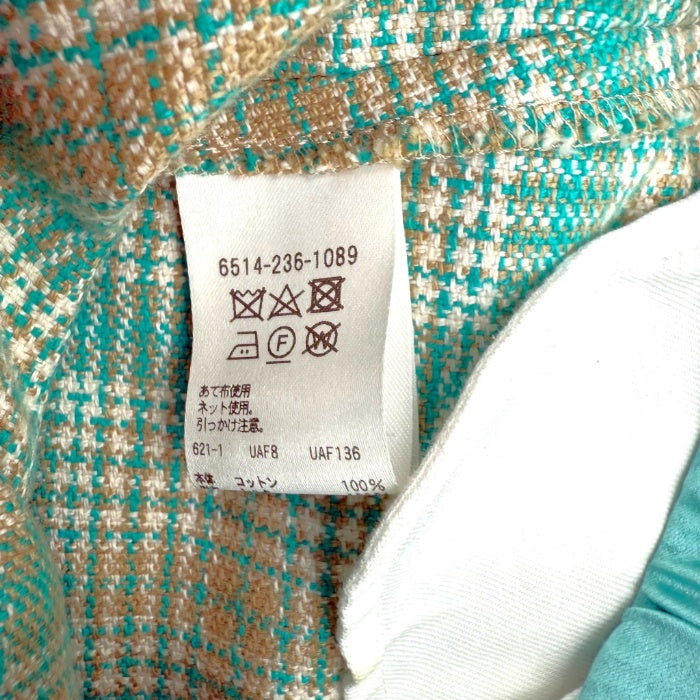 6514-236-1089
F W
あて布使用
ネット使用。
引っかけ注意。
621-1 UAF8 UAF136
本体 コットン 100%